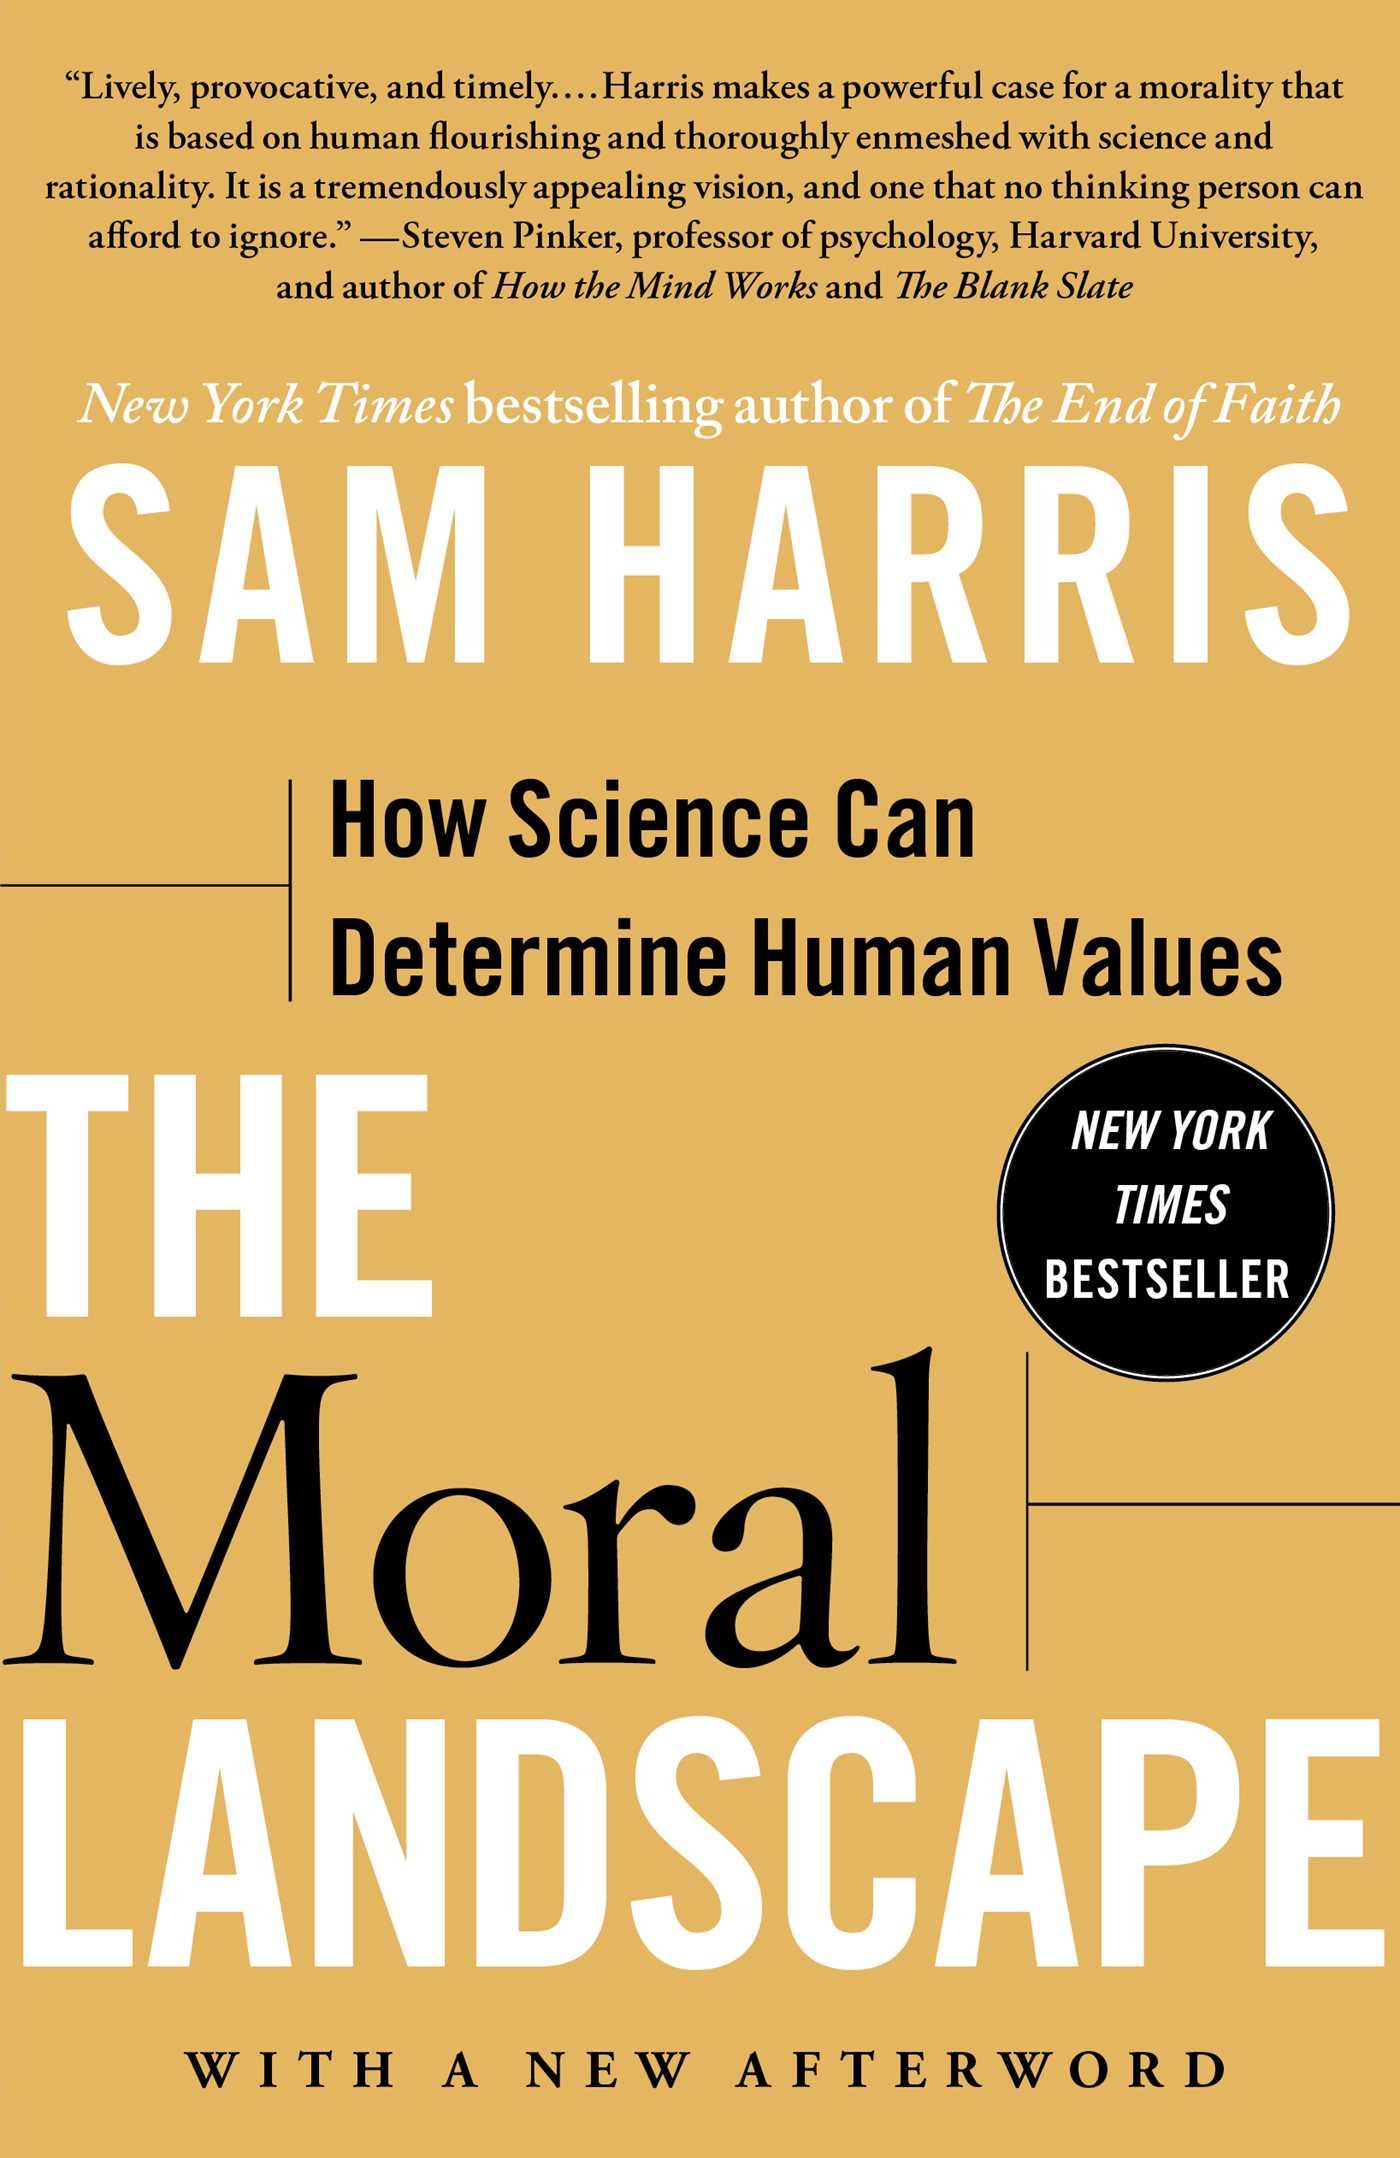 “Lively, provocative, and timely....Harris makes a powerful case for a morality that
is based on human flourishing and thoroughly enmeshed with science and
rationality. It is a tremendously appealing vision, and one that no thinking person can
afford to ignore.” —Steven Pinker, professor of psychology, Harvard University,
and author of How the Mind Works and The Blank Slate
New York Times bestselling author of The End of Faith
SAM HARRIS
How Science Can
Determine Human Values
THE
NEW YORK
TIMES
BESTSELLER
Moral
LANDSCAPE
WITH A NEW AFTERWORD